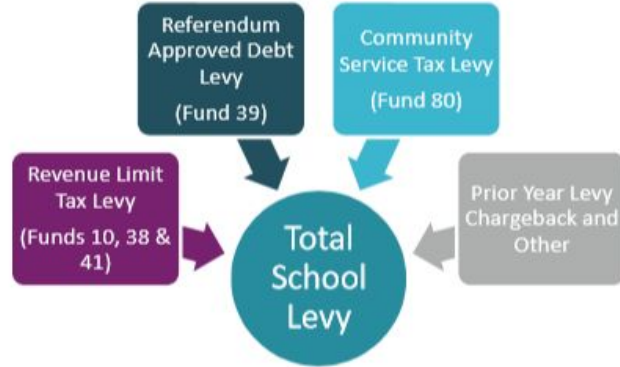 Referendum
Approved Debt
Levy
(Fund 39)
Community
Service Tax Levy
(Fund 80)
Revenue Limit
Tax Levy
(Funds 10, 38 &
41)
Prior Year Levy
Chargeback and
Other
Total
School
Levy